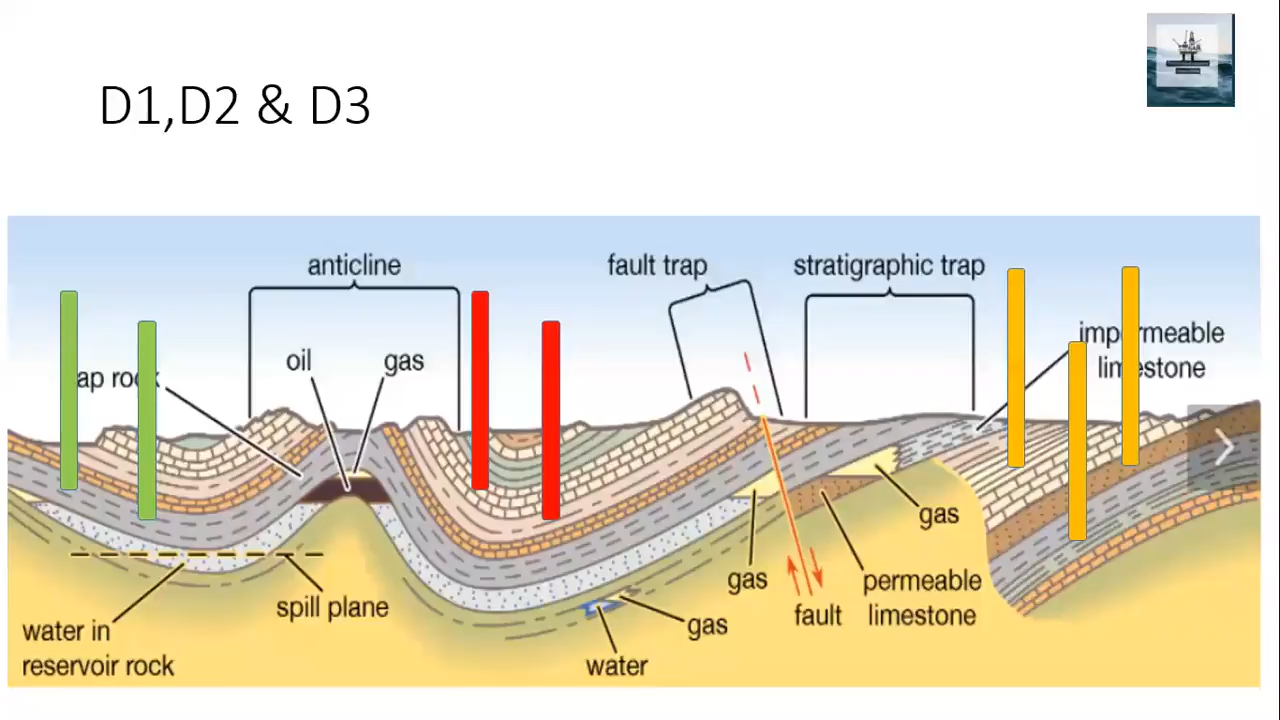 D1,D2 & D3
anticline
fault trap
stratigraphic trap
oil
gas
ap rock
impermeable
limestone
gas
gas
permeable
limestone
fault
spill plane
gas
water in
reservoir rock
water